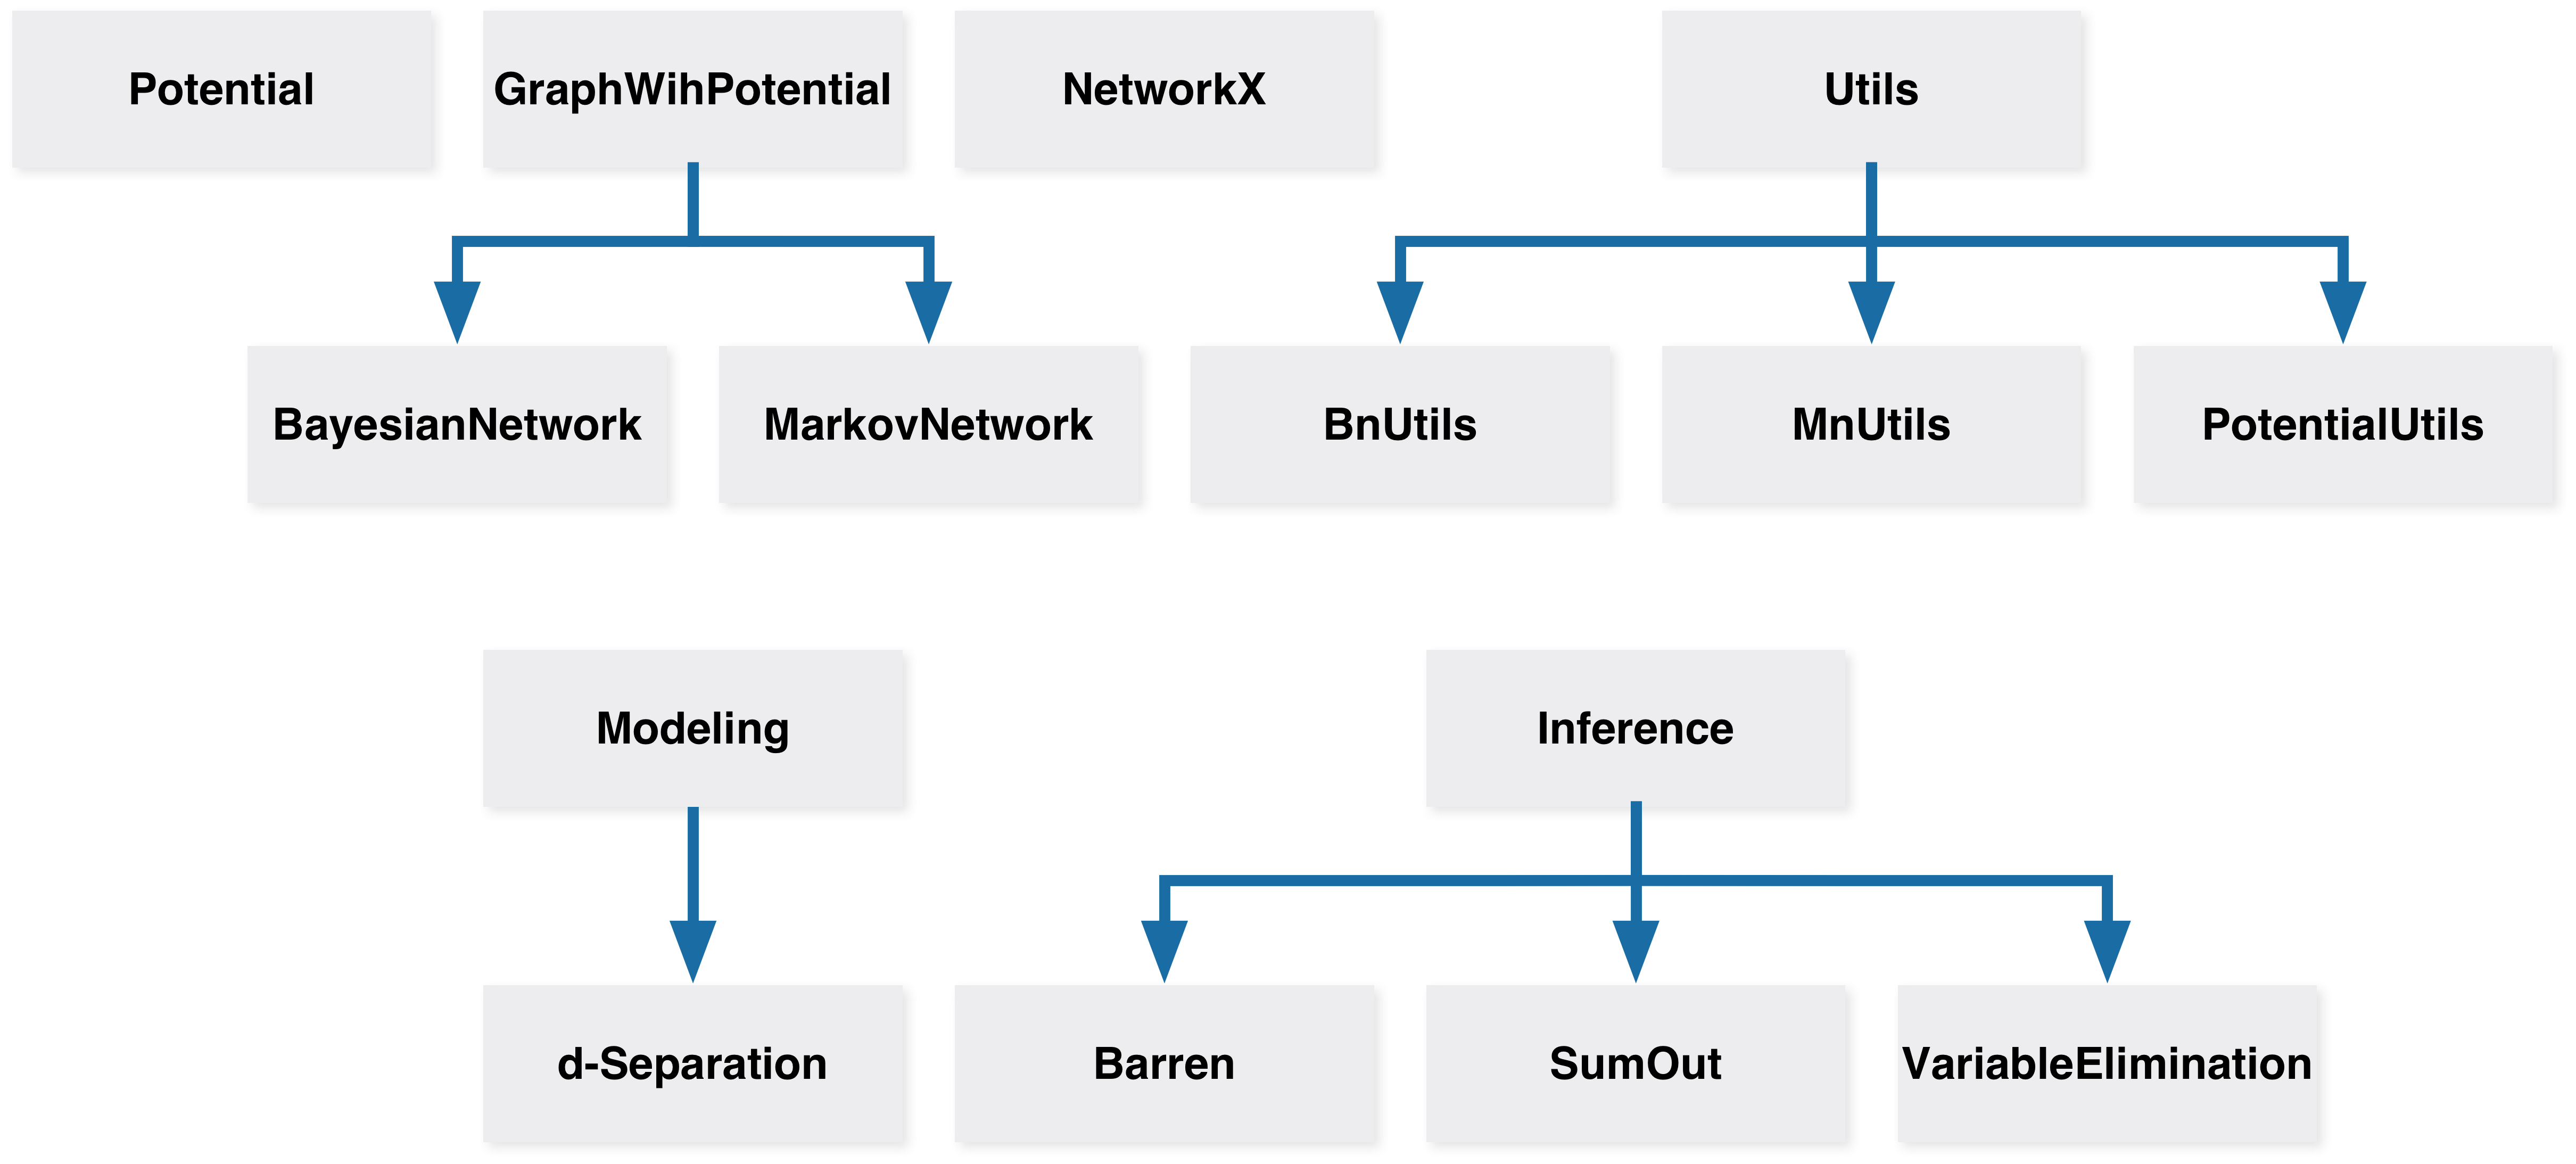 Potential
GraphWihPotential
NetworkX
Utils
BayesianNetwork
MarkovNetwork
BnUtils
MnUtils
PotentialUtils
Modeling
Inference
d-Separation
Barren
SumOut
VariableElimination